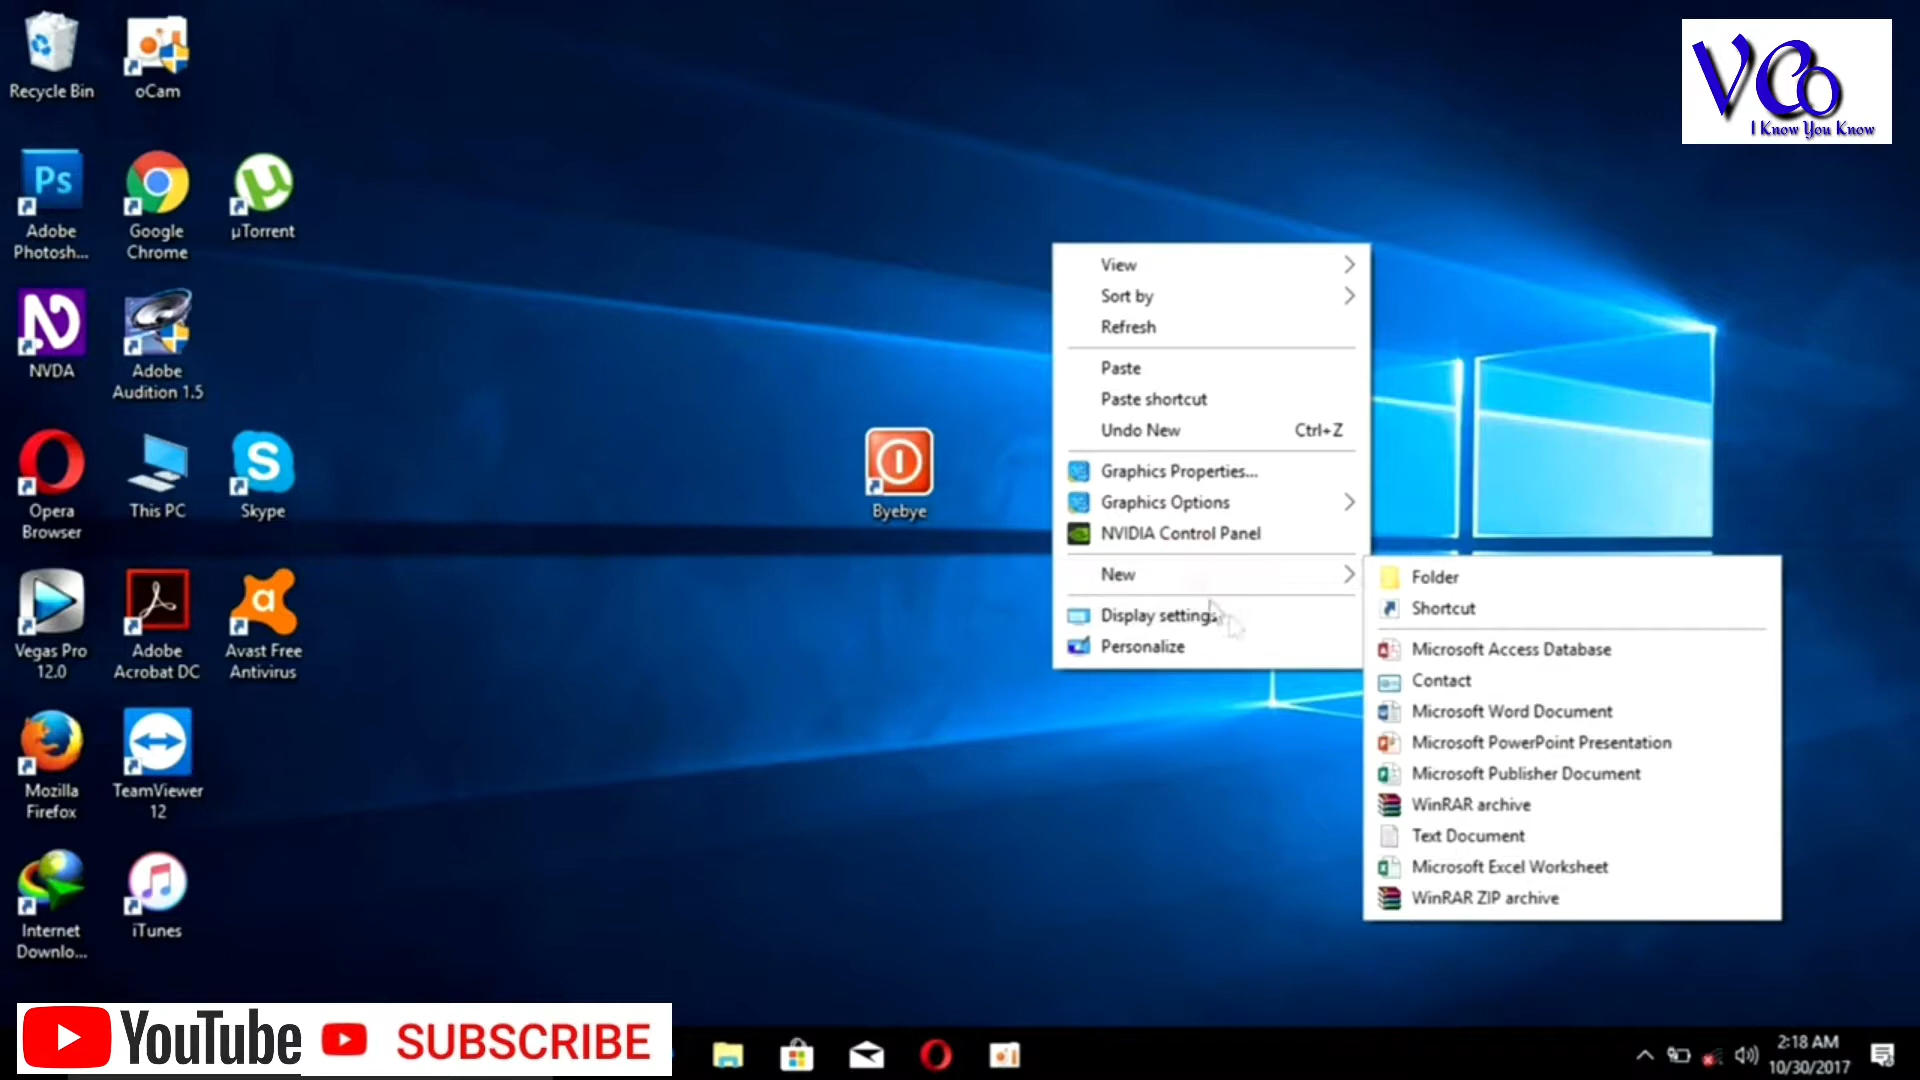 Recycle Bin
oCam
Adobe
Photosh...
Google
Chrome
µTorrent
NVDA
Adobe
Audition 1.5
Opera
Browser
This PC
Skype
Byebye
Vegas Pro
12.0
Adobe
Acrobat DC
Avast Free
Antivirus
Mozilla
Firefox
TeamViewer
12
Internet
Downlo...
iTunes
Ps
VCo
I Know You Know
View
Sort by
Refresh
Paste
Paste shortcut
Undo New Ctrl+Z
Graphics Properties...
Graphics Options
NVIDIA Control Panel
New
Display settings
Personalize
Folder
Shortcut
Microsoft Access Database
Contact
Microsoft Word Document
Microsoft PowerPoint Presentation
Microsoft Publisher Document
WinRAR archive
Text Document
Microsoft Excel Worksheet
WinRAR ZIP archive
YouTube SUBSCRIBE
2:18 AM
10/30/2017